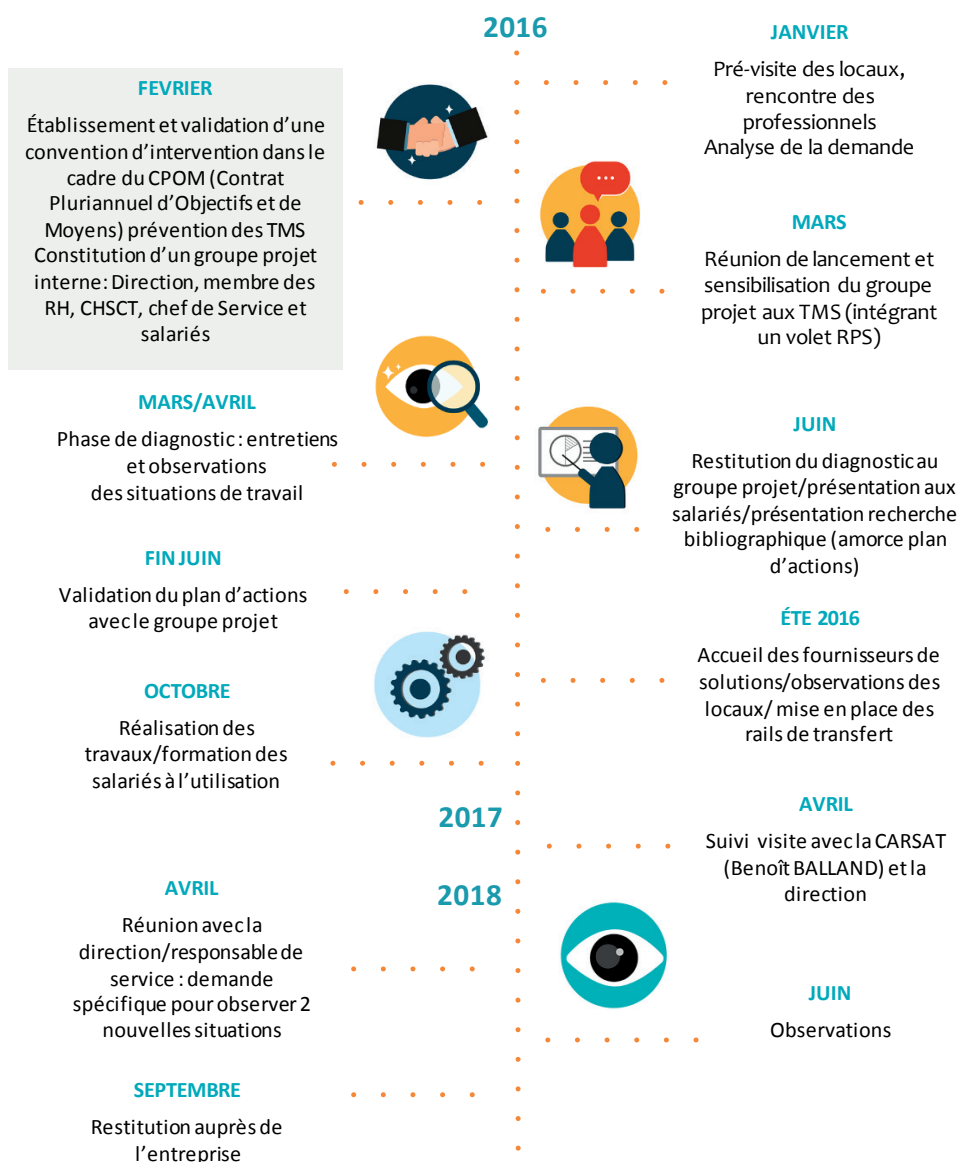 2016
JANVIER
Pré-visite des locaux,
rencontre des
professionnels
Analyse de la demande
FEVRIER
Établissement et validation d'une
convention d'intervention dans le
cadre du CPOM (Contrat
Pluriannuel d'Objectifs et de
Moyens) prévention des TMS
Constitution d'un groupe projet
interne: Direction, membre des
RH, CHSCT, chef de Service et
salariés
MARS
Réunion de lancement et
sensibilisation du groupe
projet aux TMS (intégrant
un volet RPS)
MARS/AVRIL
Phase de diagnostic : entretiens
et observations
des situations de travail
JUIN
Restitution du diagnostic au
groupe projet/présentation aux
salariés/présentation recherche
bibliographique (amorce plan
d'actions)
FIN JUIN
Validation du plan d'actions
avec le groupe projet
ÉTE 2016
Accueil des fournisseurs de
solutions/observations des
locaux/ mise en place des
rails de transfert
OCTOBRE
Réalisation des
travaux/formation des
salariés à l'utilisation
2017
AVRIL
Suivi visite avec la CARSAT
(Benoît BALLAND) et la
direction
2018
AVRIL
Réunion avec la
direction/responsable de
service : demande
spécifique pour observer 2
nouvelles situations
JUIN
Observations
SEPTEMBRE
Restitution auprès de
l'entreprise